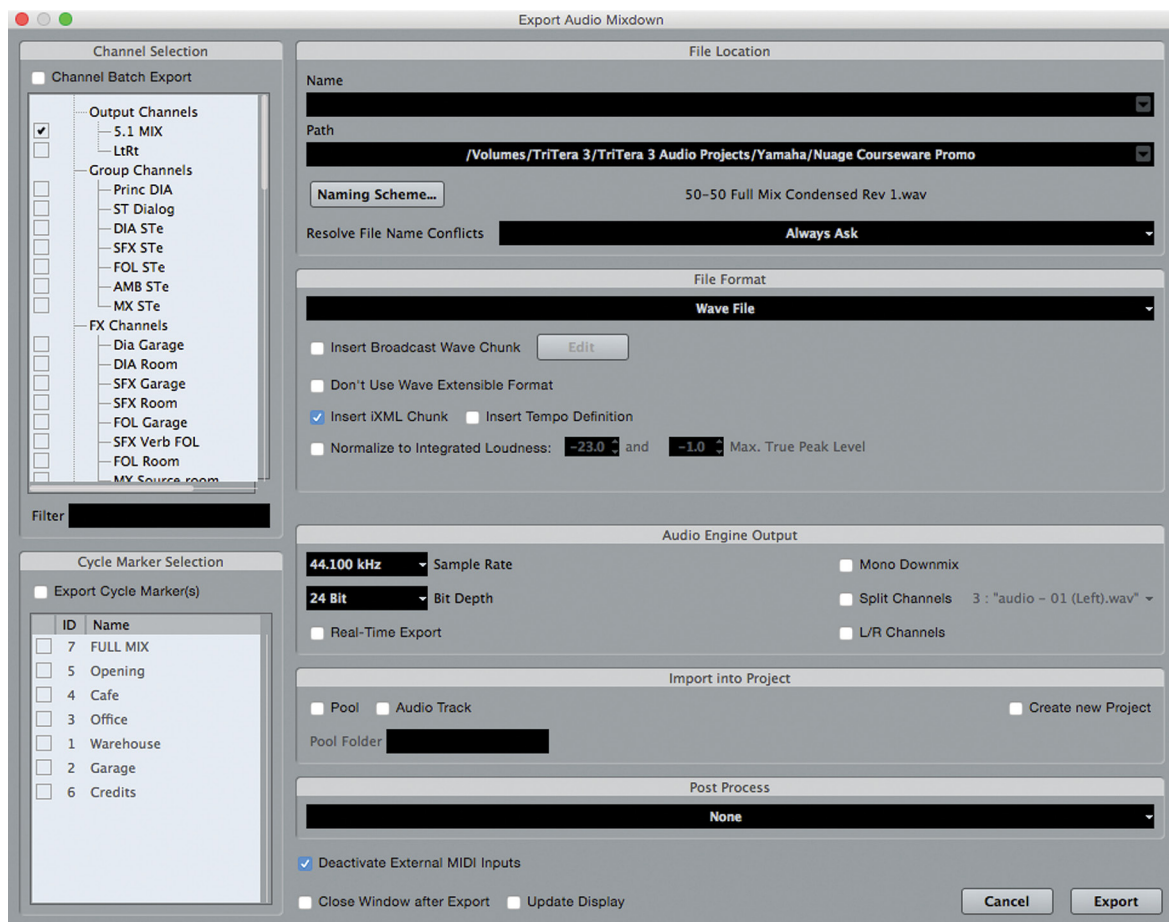 Export Audio Mixdown
Channel Selection
Channel Batch Export
Output Channels
5.1 MIX
LtRt
Group Channels
Princ DIA
ST Dialog
DIA STe
SFX STe
FOL STe
AMB STe
MX STe
FX Channels
Dia Garage
DIA Room
SFX Garage
SFX Room
FOL Garage
SFX Verb FOL
FOL Room
MX Source room
Filter
Cycle Marker Selection
Export Cycle Marker(s)
ID Name
7 FULL MIX
5 Opening
4 Cafe
3 Office
1 Warehouse
2 Garage
6 Credits
File Location
Name
Path
/Volumes/TriTera 3/TriTera 3 Audio Projects/Yamaha/Nuage Courseware Promo
Naming Scheme... 50-50 Full Mix Condensed Rev 1.wav
Resolve File Name Conflicts Always Ask
File Format
Wave File
Insert Broadcast Wave Chunk Edit
Don't Use Wave Extensible Format
Insert iXML Chunk Insert Tempo Definition
Normalize to Integrated Loudness: -23.0 and -1.0 Max. True Peak Level
Audio Engine Output
44.100 kHz Sample Rate Mono Downmix
24 Bit Bit Depth Split Channels 3 : "audio - 01 (Left).wav"
Real-Time Export L/R Channels
Import into Project
Pool Audio Track Create new Project
Pool Folder
Post Process
None
Deactivate External MIDI Inputs
Close Window after Export Update Display Cancel Export